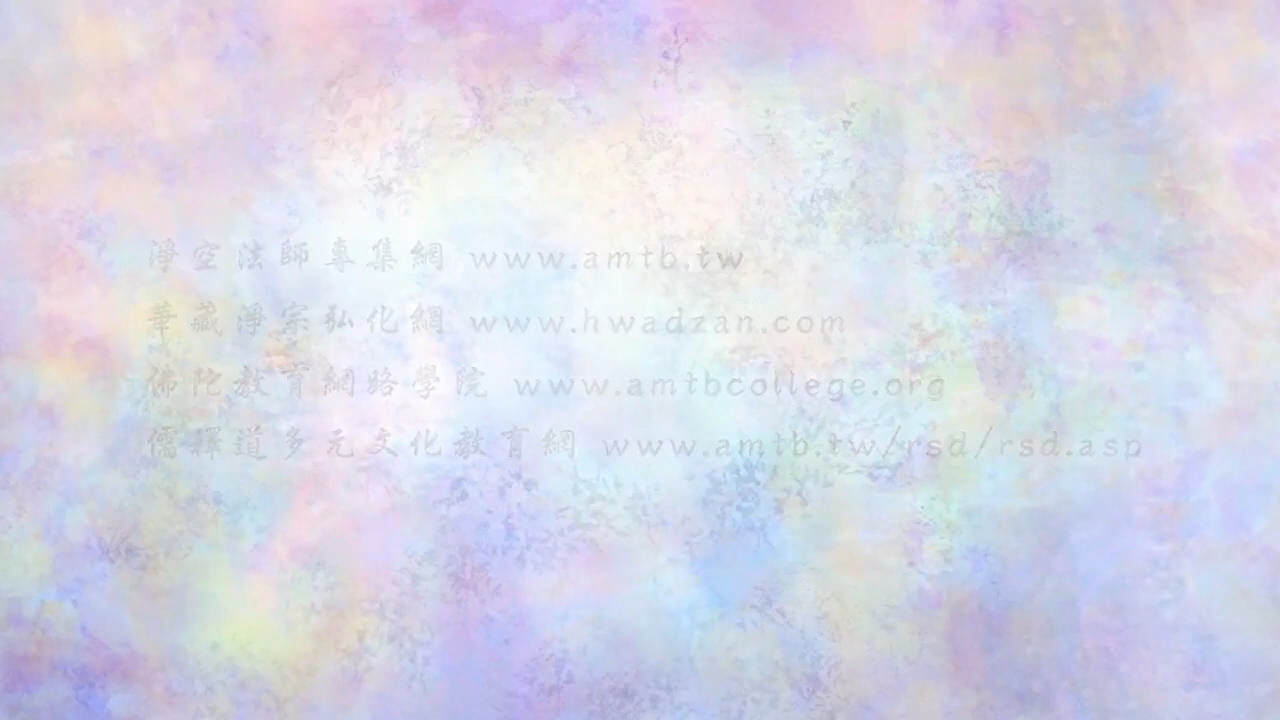 淨空法師專集網 www.amtb.tw
華藏淨宗弘化網 www.hwadzan.com
佛陀教育網路學院 www.amtbcollege.org
儒釋道多元文化教育網 www.amtb.tw/rsd/rsd.asp